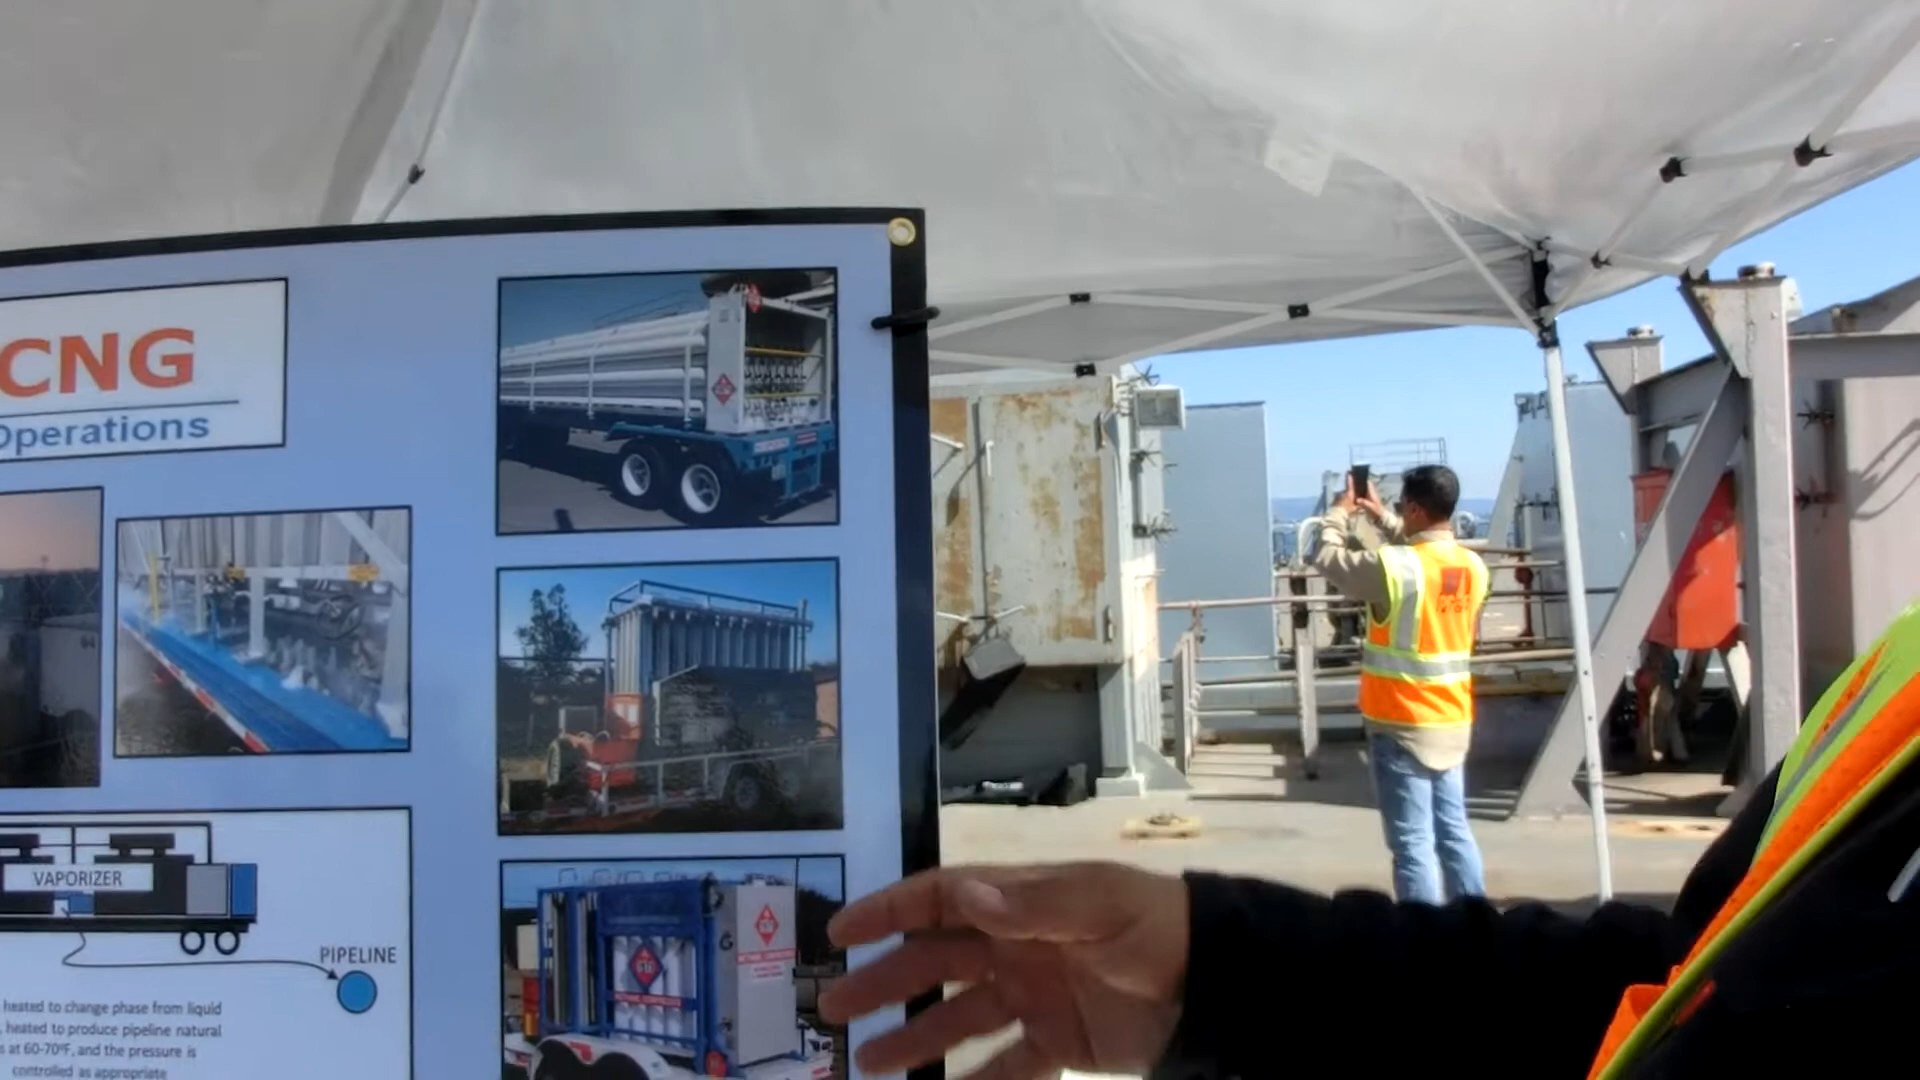 CNG
Operations
VAPORIZER
PIPELINE
heated to change phase from liquid
heated to produce pipeline natural
at 60-70ºF, and the pressure is
controlled as appropriate